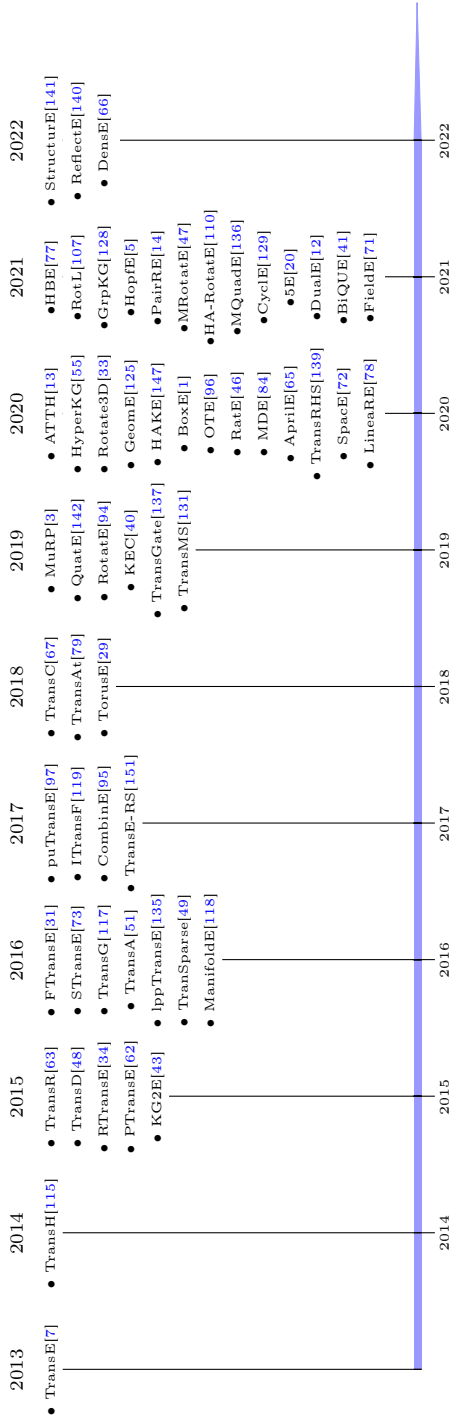 2013
• TransE[7]
2014
• TransH[115]
2015
• TransR[63]
• TransD[48]
• RTransE[34]
• PTransE[62]
• KG2E[43]
2016
• FTransE[31]
• STransE[73]
• TransG[117]
• TransA[51]
• lppTransE[135]
• TranSparse[49]
• ManifoldE[118]
2017
• puTransE[97]
• ITransF[119]
• CombinE[95]
• TransE-RS[151]
2018
• TransC[67]
• TransAt[79]
• TorusE[29]
2019
• MuRP[3]
• QuatE[142]
• RotatE[94]
• KEC[40]
• TransGate[137]
• TransMS[131]
2020
• ATTH[13]
• HyperKG[55]
• Rotate3D[33]
• GeomE[125]
• HAKE[147]
• BoxE[1]
• OTE[96]
• RatE[46]
• MDE[84]
• AprilE[65]
• TransRHS[139]
• SpacE[72]
• LineaRE[78]
2021
•HBE[77]
•RotL[107]
•GrpKG[128]
•HopfE[5]
•PairRE[14]
•MRotatE[47]
•HA-RotatE[110]
•MQuadE[136]
•CyclE[129]
•5E[20]
•DualE[12]
•BiQUE[41]
•FieldE[71]
2022
• StructurE[141]
• ReflectE[140]
• DensE[66]
2014
2015
2016
2017
2018
2019
2020
2021
2022